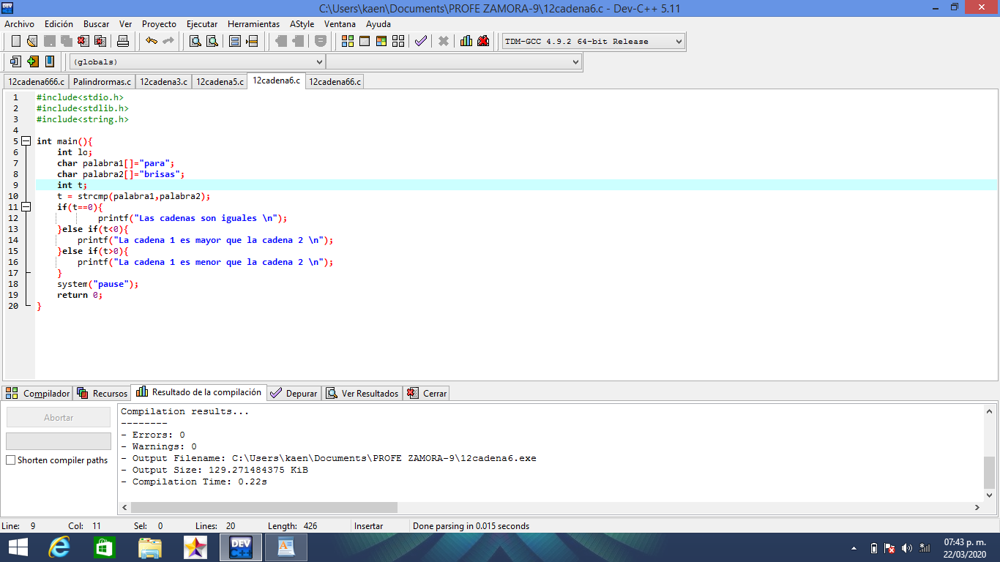 C:\Users\kaen\Documents\PROFE ZAMORA-9\12cadena6.c - Dev-C++ 5.11
Archivo Edición Buscar Ver Proyecto Ejecutar Herramientas AStyle Ventana Ayuda
TDM-GCC 4.9.2 64-bit Release
(globals)
12cadena666.c Palindrormas.c 12cadena3.c 12cadena5.c 12cadena6.c 12cadena66.c
1 #include<stdio.h>
2 #include<stdlib.h>
3 #include<string.h>
4
5 int main(){
6 int lo;
7 char palabra1[]="para";
8 char palabra2[]="brisas";
9 int t;
10 t = strcmp(palabra1,palabra2);
11 if(t==0){
12 printf("Las cadenas son iguales \n");
13 }else if(t<0){
14 printf("La cadena 1 es mayor que la cadena 2 \n");
15 }else if(t>0){
16 printf("La cadena 1 es menor que la cadena 2 \n");
17 }
18 system("pause");
19 return 0;
20 }
Compilador Recursos Resultado de la compilación Depurar Ver Resultados Cerrar
Abortar
Shorten compiler paths
Compilation results...
--------
- Errors: 0
- Warnings: 0
- Output Filename: C:\Users\kaen\Documents\PROFE ZAMORA-9\12cadena6.exe
- Output Size: 129.271484375 KiB
- Compilation Time: 0.22s
Line: 9 Col: 11 Sel: 0 Lines: 20 Length: 426 Insertar Done parsing in 0.015 seconds
DEV C++
07:43 p. m.
22/03/2020